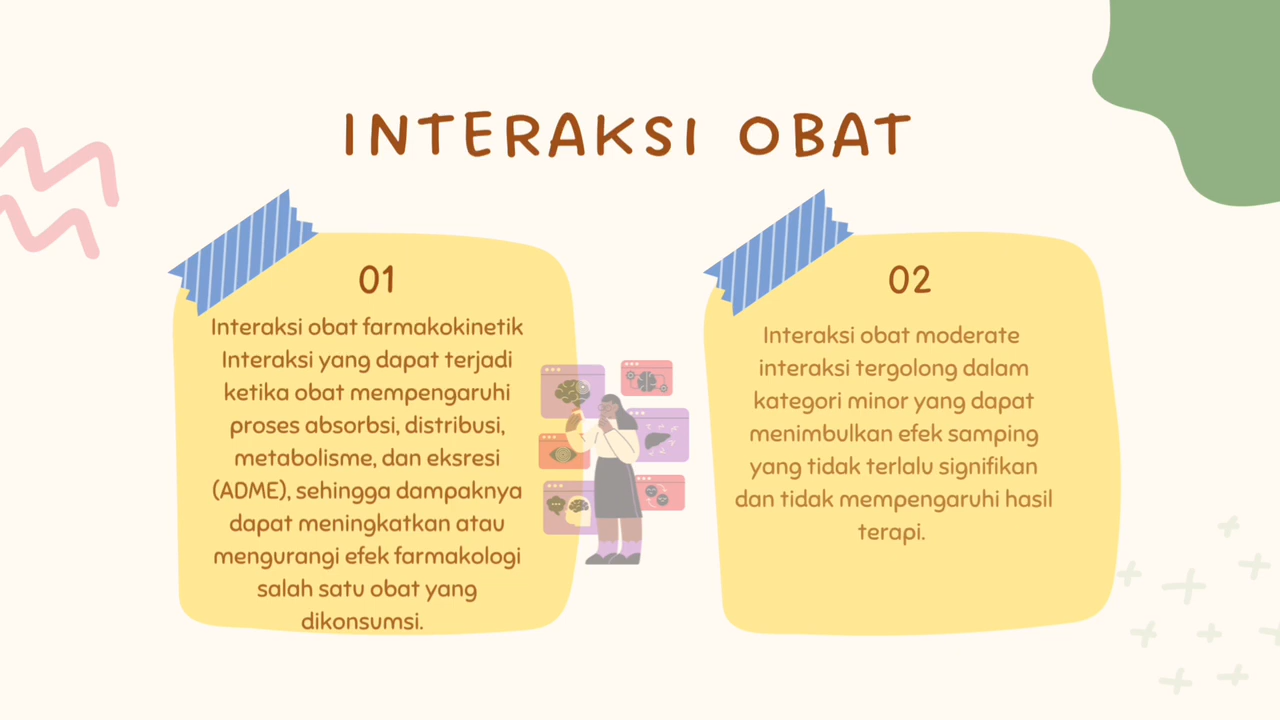 INTERAKSI OBAT
01
Interaksi obat farmakokinetik
Interaksi yang dapat terjadi
ketika obat mempengaruhi
proses absorbsi, distribusi,
metabolisme, dan eksresi
(ADME), sehingga dampaknya
dapat meningkatkan atau
mengurangi efek farmakologi
salah satu obat yang
dikonsumsi.
02
Interaksi obat moderate
interaksi tergolong dalam
kategori minor yang dapat
menimbulkan efek samping
yang tidak terlalu signifikan
dan tidak mempengaruhi hasil
terapi.